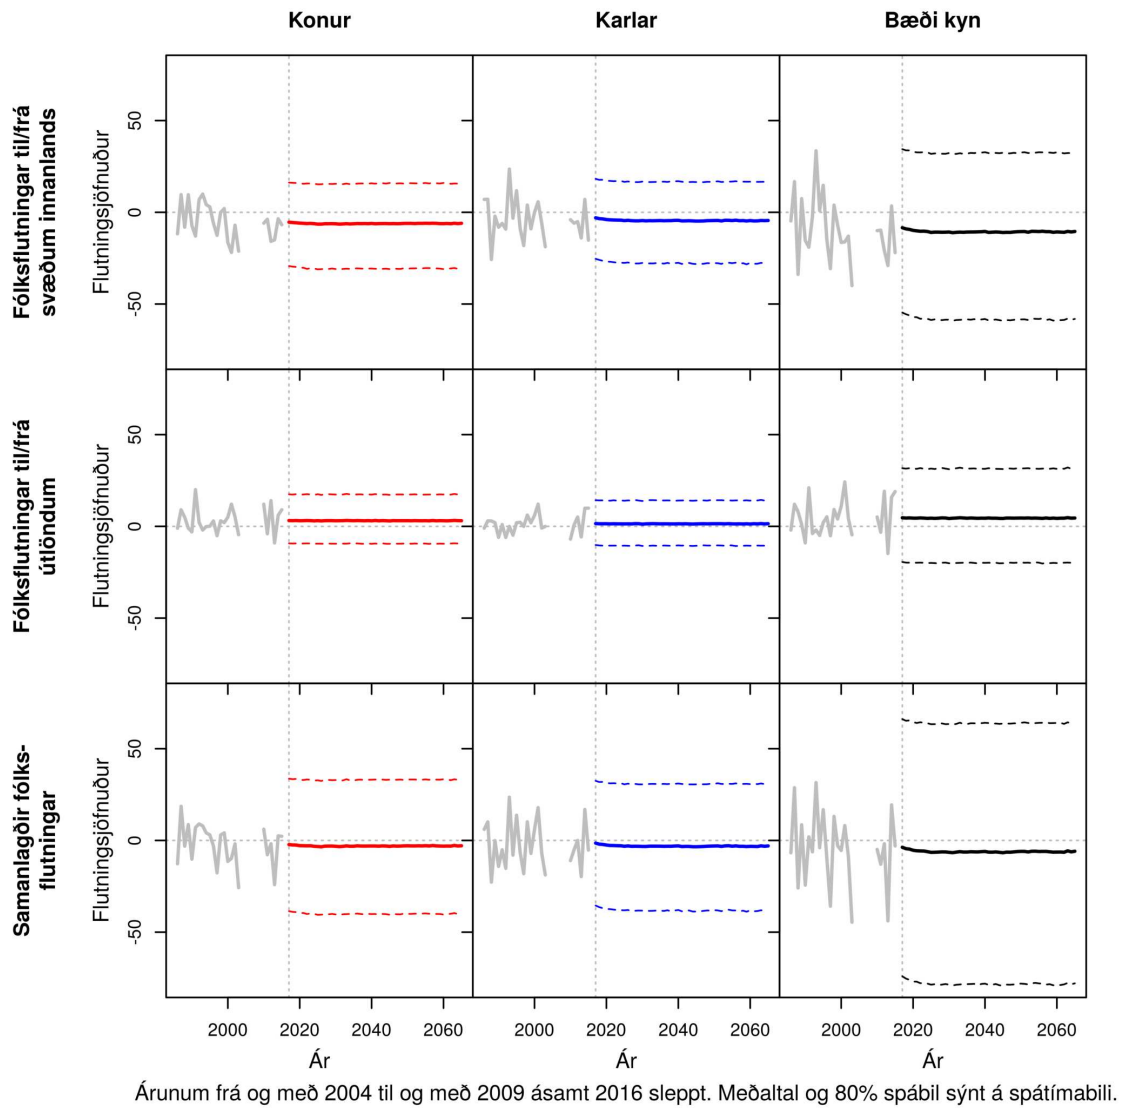 Konur
Karlar
Bæði kyn
Fólksflutningar til/frá
svæðum innanlands
Flutningsjöfnuður
50
0
-50
Fólksflutningar til/frá
útlöndum
Flutningsjöfnuður
50
0
-50
Samanlagðir fólks-
flutningar
Flutningsjöfnuður
50
0
-50
2000 2020 2040 2060
2000 2020 2040 2060
2000 2020 2040 2060
Ár
Ár
Ár
Árunum frá og með 2004 til og með 2009 ásamt 2016 sleppt. Meðaltal og 80% spábil sýnt á spátímabili.